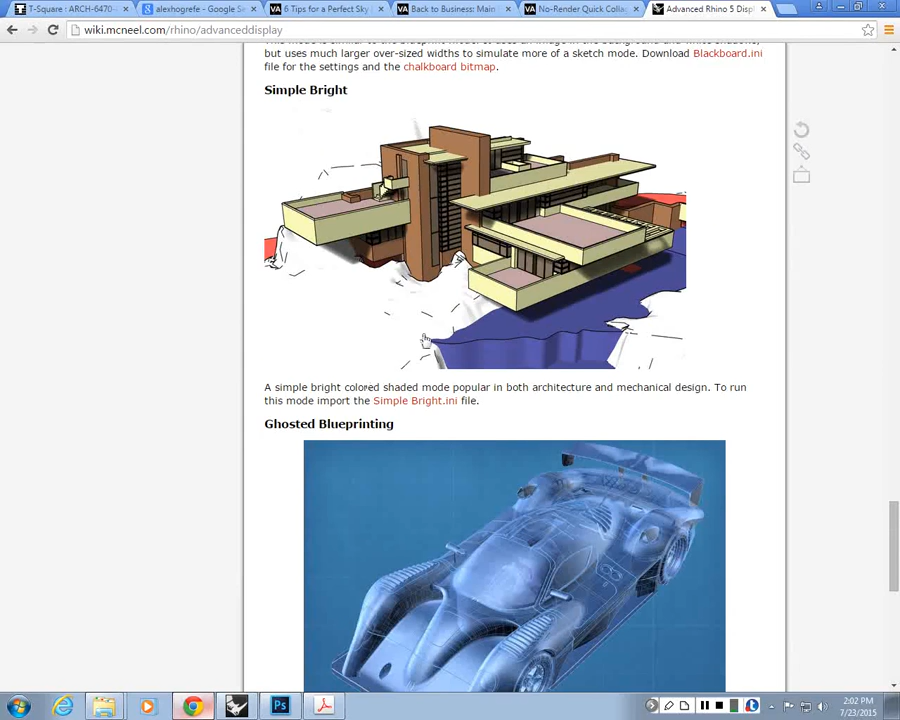 T-Square : ARCH-6470-
alexhogrefe - Google Se
6 Tips for a Perfect Sky
Back to Business: Main
No-Render Quick Colla
Advanced Rhino 5 Disp
wiki.mcneel.com/rhino/advanceddisplay
but uses much larger over-sized widths to simulate more of a sketch mode. Download Blackboard.ini
file for the settings and the chalkboard bitmap.
Simple Bright
A simple bright colored shaded mode popular in both architecture and mechanical design. To run
this mode import the Simple Bright.ini file.
Ghosted Blueprinting
2:02 PM
7/23/2015